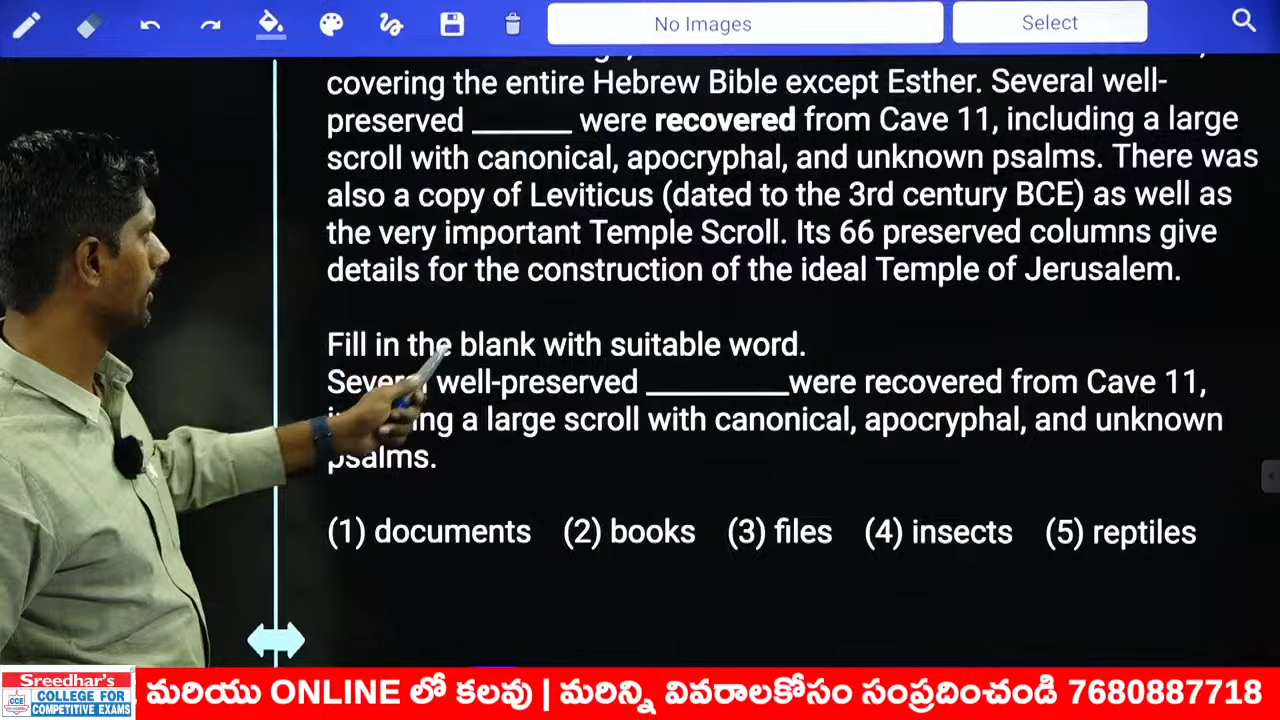 No Images
Select
covering the entire Hebrew Bible except Esther. Several well-
preserved ______ were recovered from Cave 11, including a large
scroll with canonical, apocryphal, and unknown psalms. There was
also a copy of Leviticus (dated to the 3rd century BCE) as well as
the very important Temple Scroll. Its 66 preserved columns give
details for the construction of the ideal Temple of Jerusalem.
Fill in the blank with suitable word.
Several well-preserved _________were recovered from Cave 11,
a large scroll with canonical, apocryphal, and unknown
psalms.
(1) documents (2) books (3) files (4) insects (5) reptiles
Sreedhar's
CCE
COLLEGE FOR
COMPETITIVE EXAMS
మరియు ONLINE లో కలవు | మరిన్ని వివరాలకోసం సంప్రదించండి 7680887718